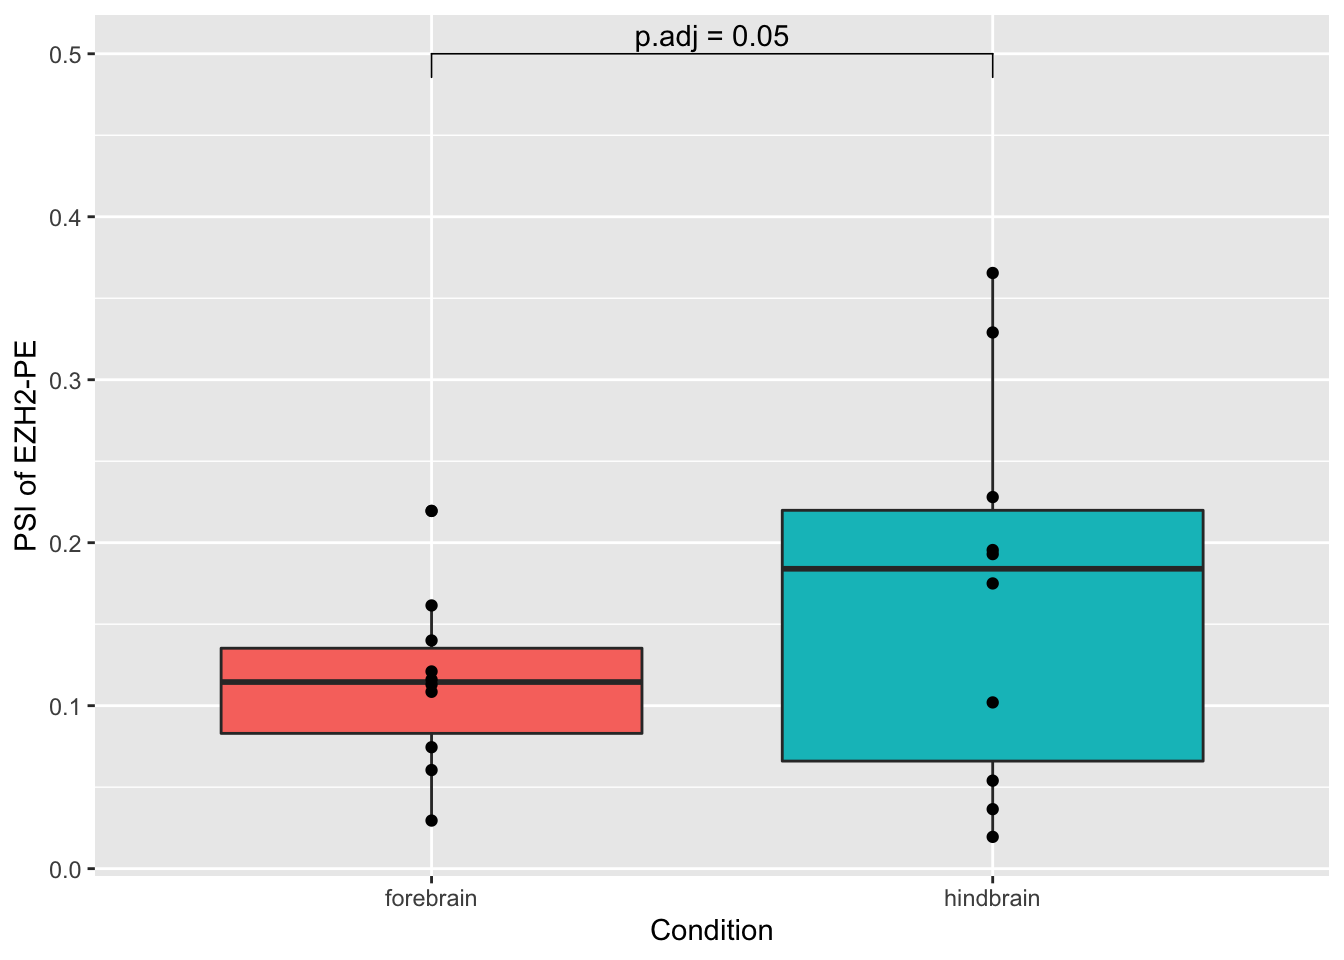 p.adj = 0.05
0.5
0.4
0.3
0.2
0.1
0.0
PSI of EZH2-PE
forebrain
hindbrain
Condition